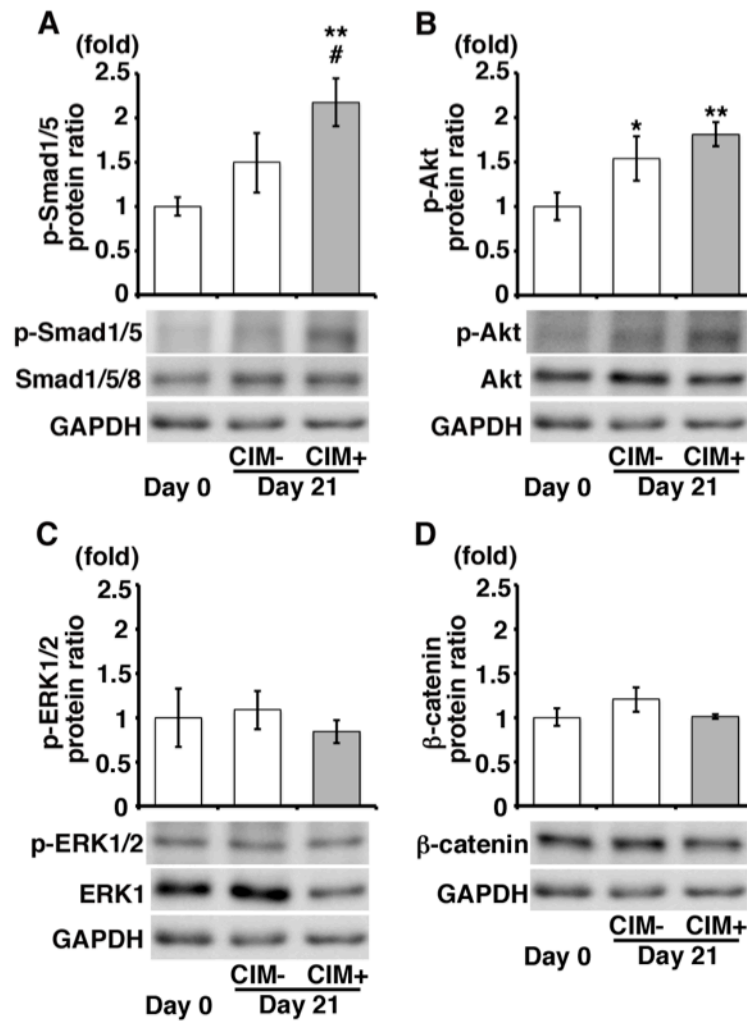 A
(fold)
**
#
2.5
2
1.5
1
0.5
0
p-Smad1/5
protein ratio
p-Smad1/5
Smad1/5/8
GAPDH
CIM- CIM+
Day 0 Day 21
B
(fold)
* **
2.5
2
1.5
1
0.5
0
p-Akt
protein ratio
p-Akt
Akt
GAPDH
CIM- CIM+
Day 0 Day 21
C
(fold)
2.5
2
1.5
1
0.5
0
p-ERK1/2
protein ratio
p-ERK1/2
ERK1
GAPDH
CIM- CIM+
Day 0 Day 21
D
(fold)
2.5
2
1.5
1
0.5
0
β-catenin
protein ratio
β-catenin
GAPDH
CIM- CIM+
Day 0 Day 21